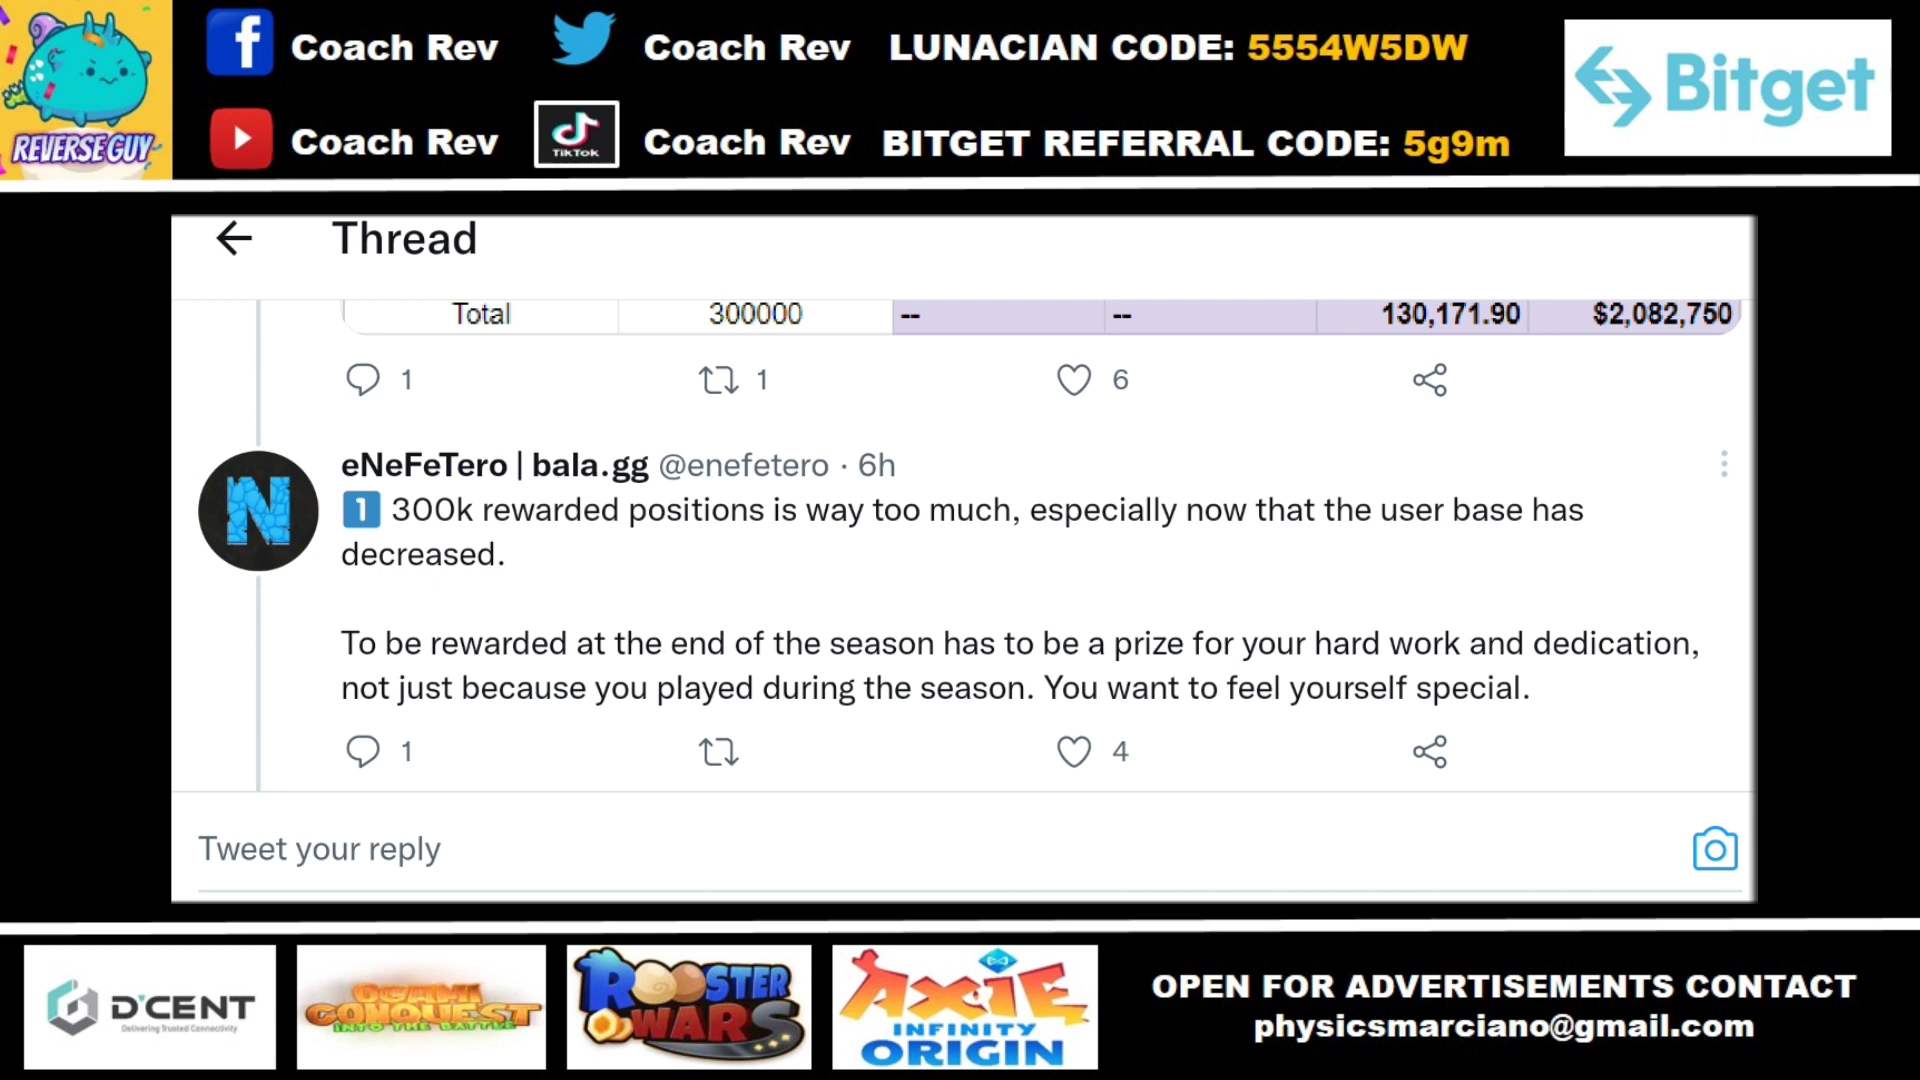 REVERSE GUY
Coach Rev
Coach Rev
LUNACIAN CODE: 5554W5DW
Bitget
Coach Rev
TIKTOK
Coach Rev
BITGET REFERRAL CODE: 5g9m
Thread
Total 300000 -- -- 130,171.90 $2,082,750
1 1 6
eNeFeTero | bala.gg @enefetero · 6h
1 300k rewarded positions is way too much, especially now that the user base has
decreased.
To be rewarded at the end of the season has to be a prize for your hard work and dedication,
not just because you played during the season. You want to feel yourself special.
1 4
Tweet your reply
D'CENT
Delivering Trusted Connectivity
OGAMI
CONQUEST
INTO THE BATTLE
ROOSTER
WARS
AXIE
INFINITY
ORIGIN
OPEN FOR ADVERTISEMENTS CONTACT
physicsmarciano@gmail.com